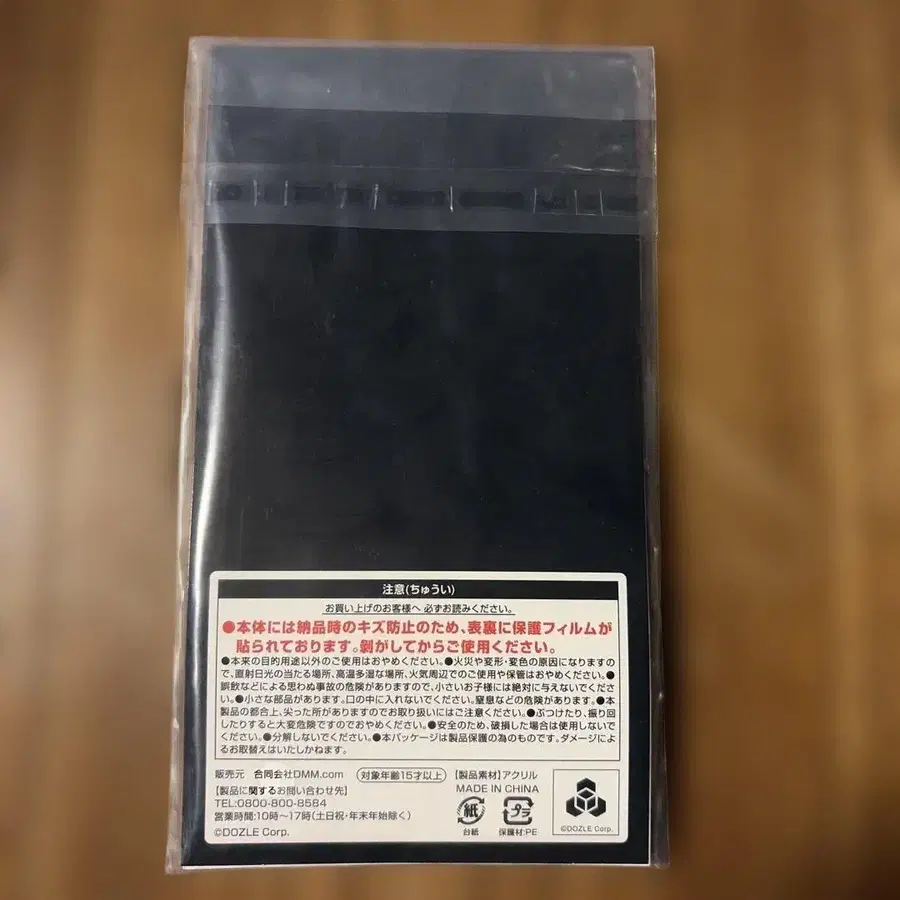 注意(ちゅうい)
お買い上げのお客様へ 必ずお読みください。
●本体には納品時のキズ防止のため、表裏に保護フィルムが
貼られております。剝がしてからご使用ください。
●本来の目的用途以外のご使用はおやめください。●火災や変形・変色の原因になりますの
で、直射日光の当たる場所、高温多湿な場所、火気周辺でのご使用や保管はおやめください。●
誤飲などによる思わぬ事故の危険がありますので、小さいお子様には絶対に与えないでくだ
さい。●小さな部品があります。口の中に入れないでください。窒息などの危険があります。●本
製品の都合上、尖った所がありますのでお取り扱いにはご注意ください。●ぶつけたり、振り回
したりすると大変危険ですのでおやめください。●安全のため、破損した場合は使用しないで
ください。●分解しないでください。●本パッケージは製品保護の為のものです。ダメージによ
るお取替えはいたしかねます。
販売元 合同会社DMM.com 対象年齢15才以上 【製品素材】アクリル
【製品に関するお問い合わせ先】 MADE IN CHINA
TEL:0800-800-8584
営業時間:10時〜17時(土日祝・年末年始除く)
©DOZLE Corp.
紙
台紙
プラ
保護材:PE
©DOZLE Corp.